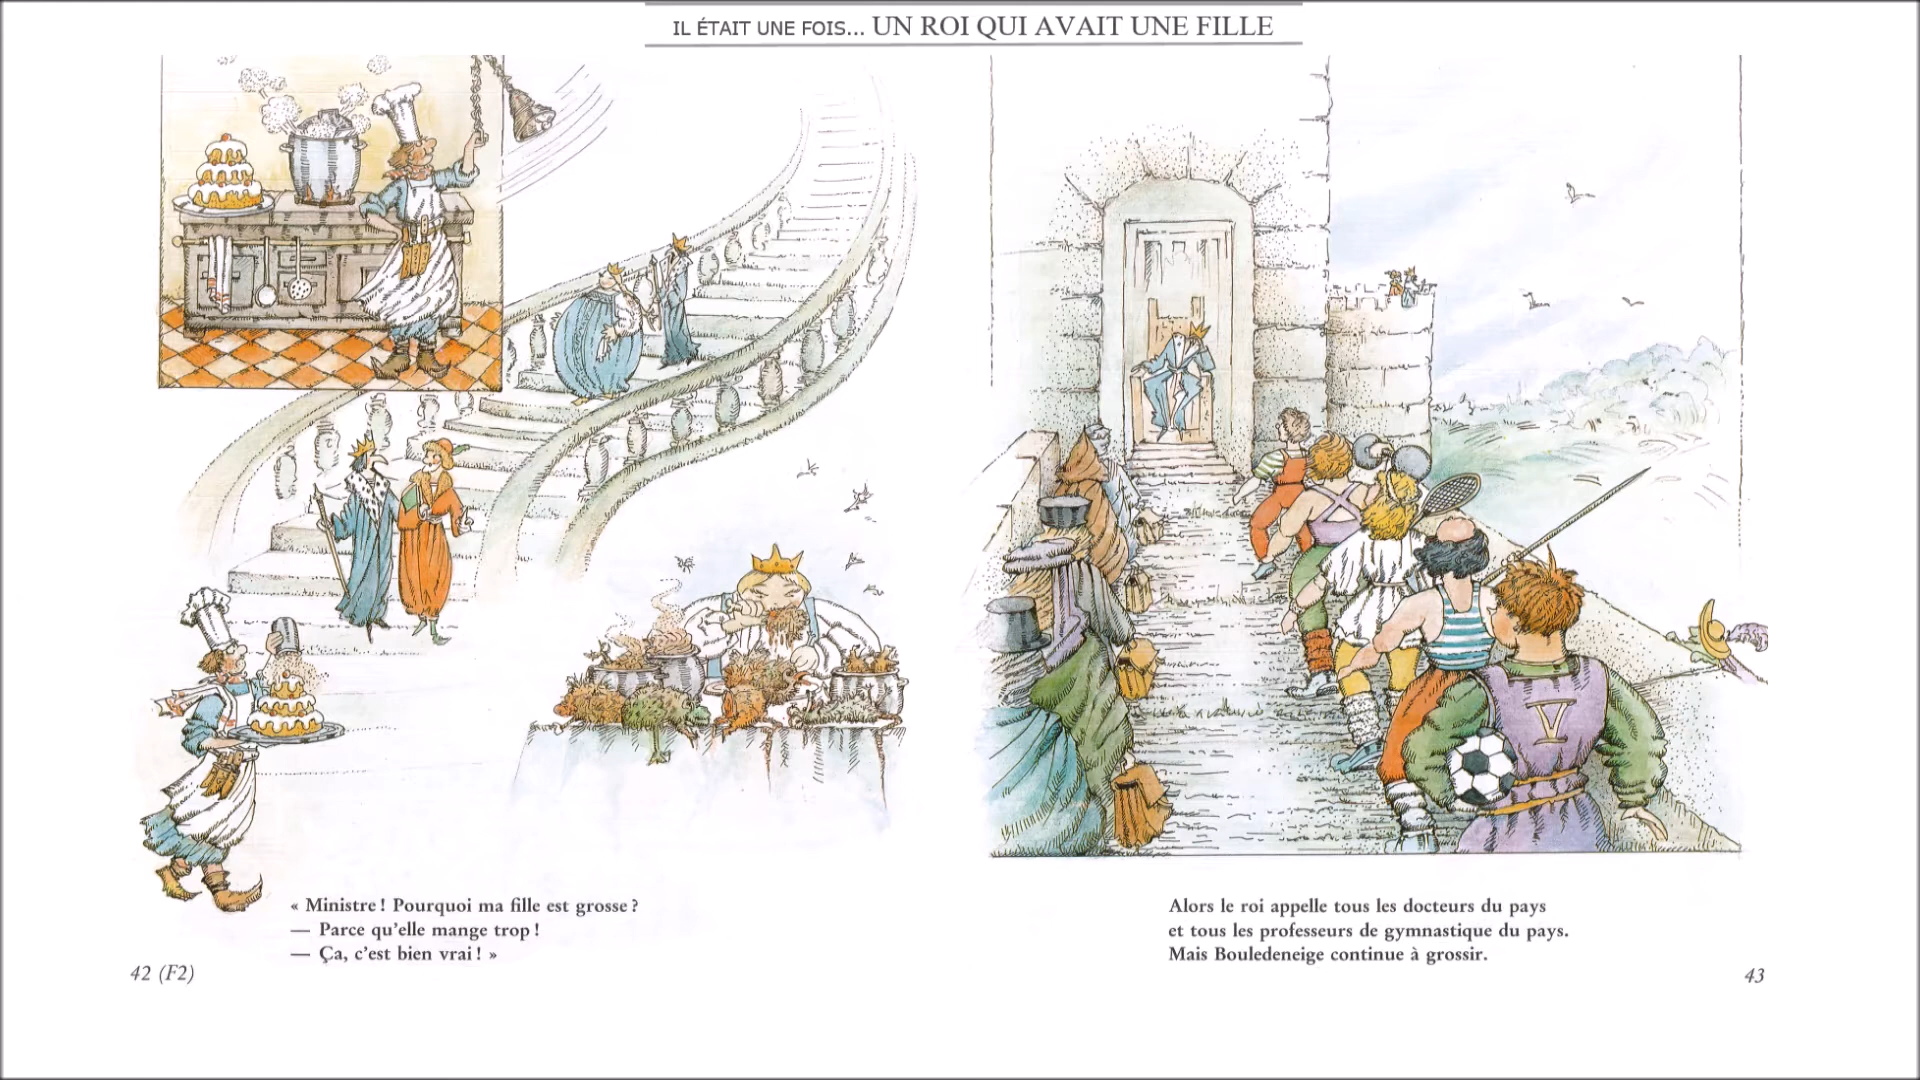 IL ÉTAIT UNE FOIS... UN ROI QUI AVAIT UNE FILLE
« Ministre ! Pourquoi ma fille est grosse ?
— Parce qu'elle mange trop !
— Ça, c'est bien vrai ! »
42 (F2)
V
Alors le roi appelle tous les docteurs du pays
et tous les professeurs de gymnastique du pays.
Mais Bouledeneige continue à grossir.
43